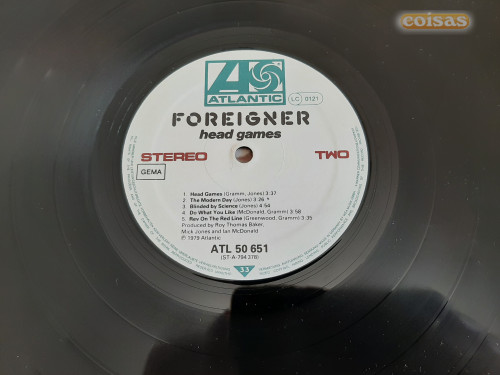 coisas
ATLANTIC
LC 0121
FOREIGNER
head games
STEREO TWO
GEMA
1. Head Games (Gramm, Jones) 3:37
2. The Modern Day (Jones) 3:26 *
3. Blinded by Science (Jones) 4:54
4. Do What You Like (McDonald, Gramm) 3:58
5. Rev On The Red Line (Greenwood, Gramm) 3:35
Produced by Roy Thomas Baker,
Mick Jones and Ian McDonald
℗ 1979 Atlantic
ATL 50 651
(ST-A-794 378)
33